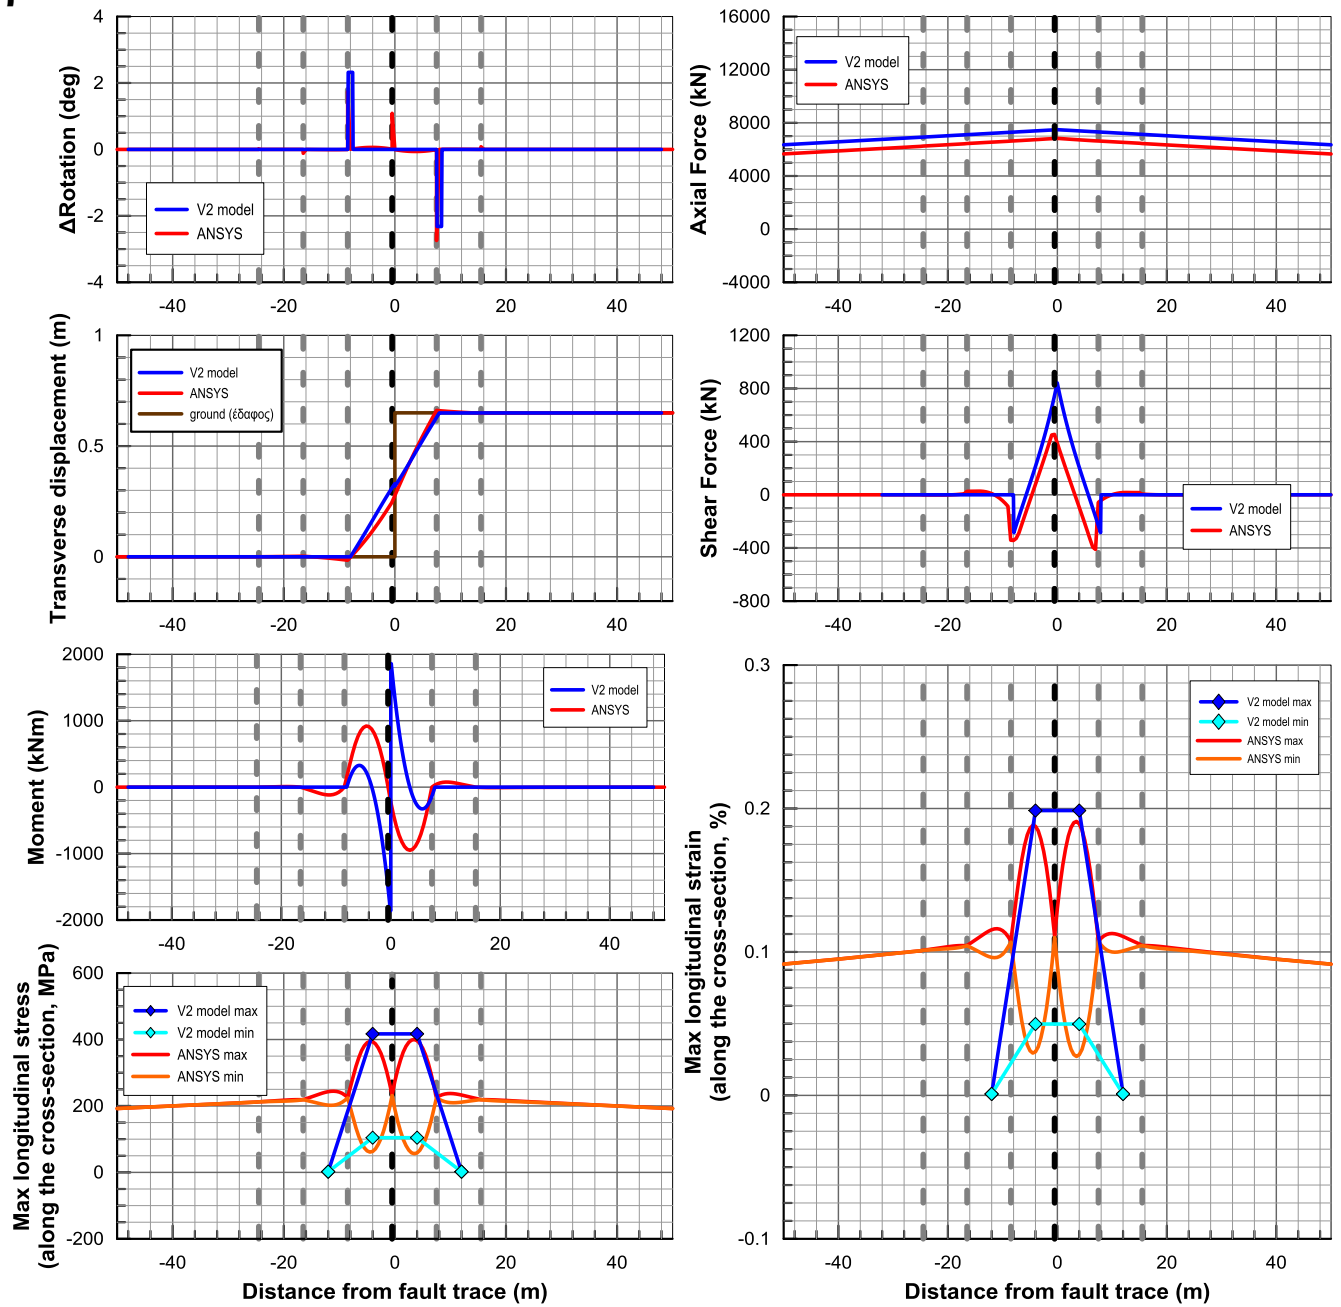 4
2
0
-2
-4
ΔRotation (deg)
V2 model
ANSYS
-40
-20
0
20
40
16000
12000
8000
4000
0
-4000
Axial Force (kN)
V2 model
ANSYS
-40
-20
0
20
40
1
0.5
0
Transverse displacement (m)
V2 model
ANSYS
ground (έδαφος)
-40
-20
0
20
40
1200
800
400
0
-400
-800
Shear Force (kN)
V2 model
ANSYS
-40
-20
0
20
40
2000
1000
0
-1000
-2000
Moment (kNm)
V2 model
ANSYS
-40
-20
0
20
40
600
400
200
0
-200
Max longitudinal stress
(along the cross-section, MPa)
V2 model max
V2 model min
ANSYS max
ANSYS min
-40
-20
0
20
40
Distance from fault trace (m)
0.3
0.2
0.1
0
-0.1
Max longitudinal strain
(along the cross-section, %)
V2 model max
V2 model min
ANSYS max
ANSYS min
-40
-20
0
20
40
Distance from fault trace (m)